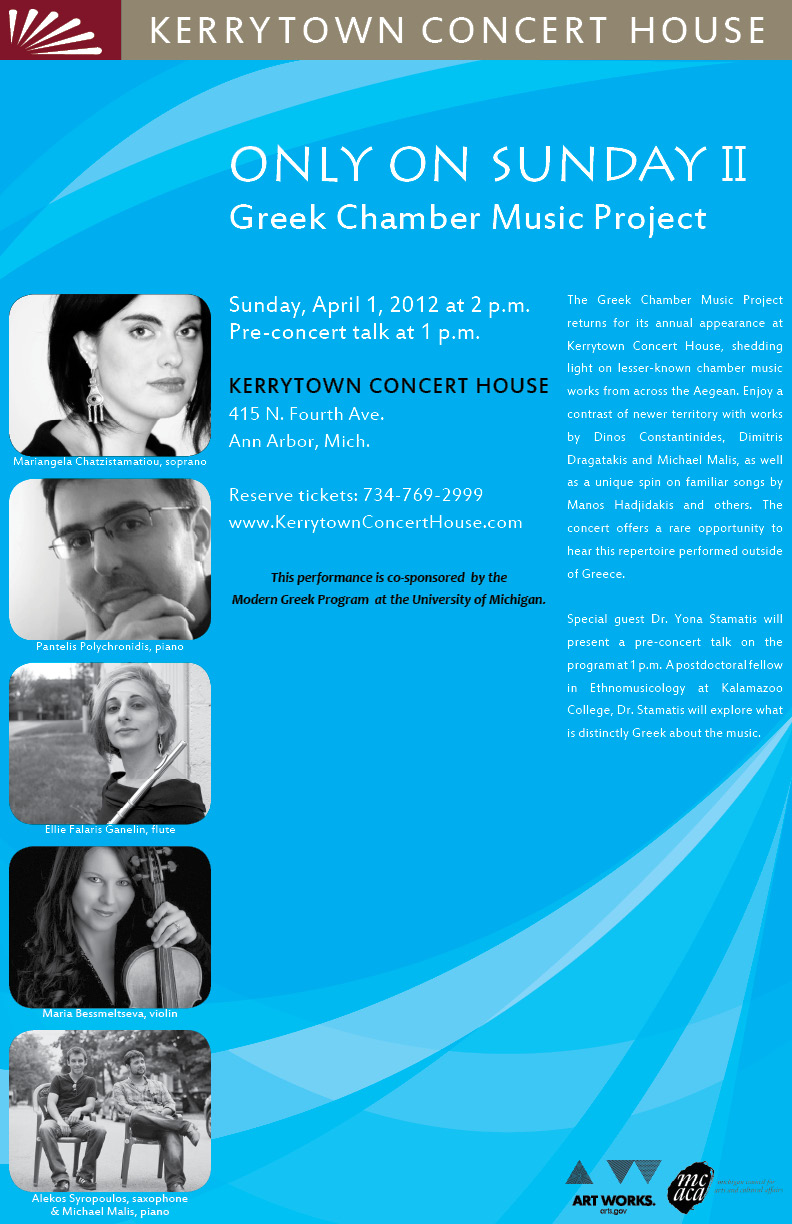 KERRYTOWN CONCERT HOUSE
ONLY ON SUNDAY II
Greek Chamber Music Project
Sunday, April 1, 2012 at 2 p.m.
Pre-concert talk at 1 p.m.
KERRYTOWN CONCERT HOUSE
415 N. Fourth Ave.
Ann Arbor, Mich.
Reserve tickets: 734-769-2999
www.KerrytownConcertHouse.com
This performance is co-sponsored by the
Modern Greek Program at the University of Michigan.
The Greek Chamber Music Project
returns for its annual appearance at
Kerrytown Concert House, shedding
light on lesser-known chamber music
works from across the Aegean. Enjoy a
contrast of newer territory with works
by Dinos Constantinides, Dimitris
Dragatakis and Michael Malis, as well
as a unique spin on familiar songs by
Manos Hadjidakis and others. The
concert offers a rare opportunity to
hear this repertoire performed outside
of Greece.
Special guest Dr. Yona Stamatis will
present a pre-concert talk on the
program at 1 p.m. A postdoctoral fellow
in Ethnomusicology at Kalamazoo
College, Dr. Stamatis will explore what
is distinctly Greek about the music.
Mariangela Chatzistamatiou, soprano
Pantelis Polychronidis, piano
Ellie Falaris Ganelin, flute
Maria Bessmeltseva, violin
Alekos Syropoulos, saxophone
& Michael Malis, piano
ART WORKS.
arts.gov
mc
aca
michigan council for
arts and cultural affairs